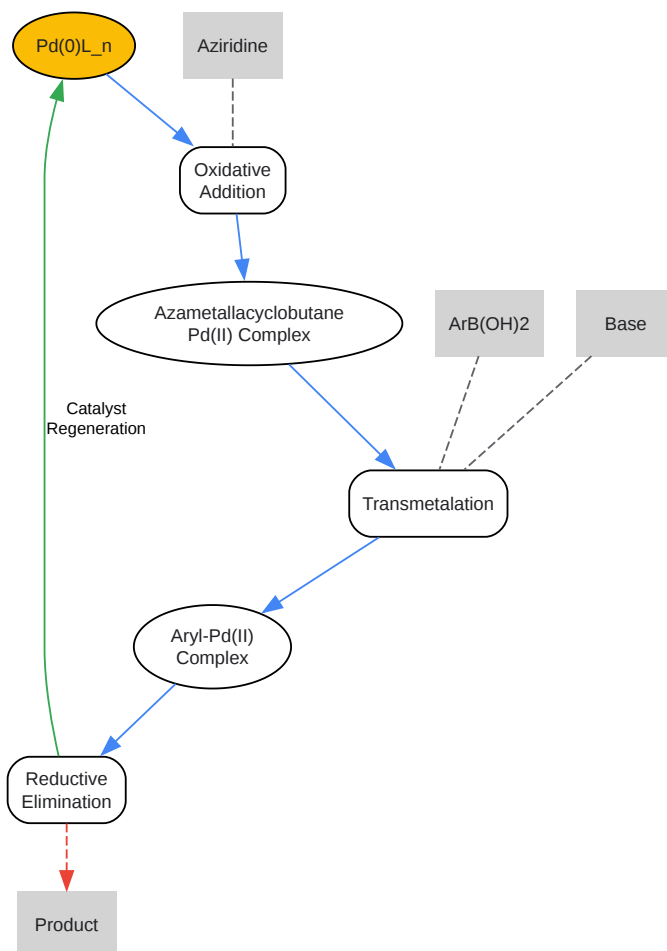 Pd(0)L_n
Aziridine
Oxidative
Addition
Azametallacyclobutane
Pd(II) Complex
ArB(OH)2
Base
Catalyst
Regeneration
Transmetalation
Aryl-Pd(II)
Complex
Reductive
Elimination
Product